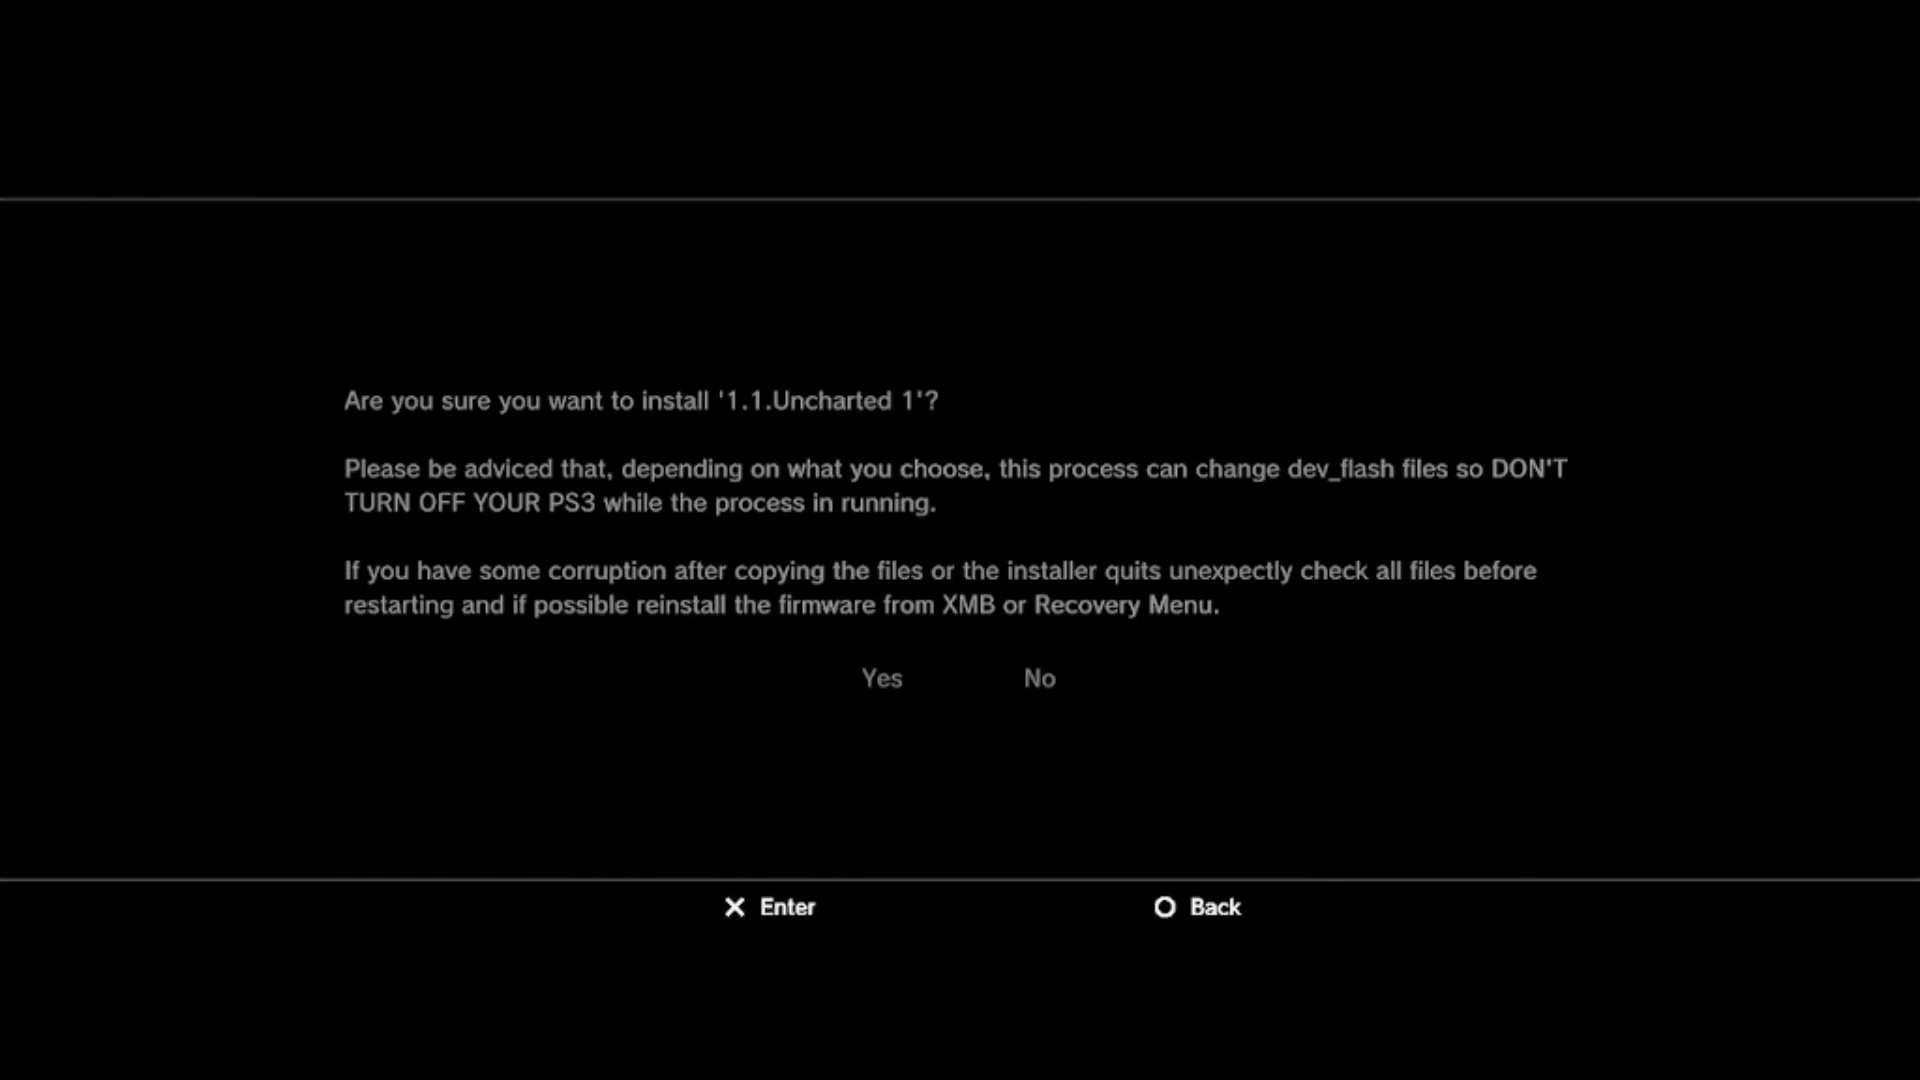 Are you sure you want to install '1.1.Uncharted 1'?
Please be adviced that, depending on what you choose, this process can change dev_flash files so DON'T
TURN OFF YOUR PS3 while the process in running.
If you have some corruption after copying the files or the installer quits unexpectly check all files before
restarting and if possible reinstall the firmware from XMB or Recovery Menu.
Yes No
Enter Back